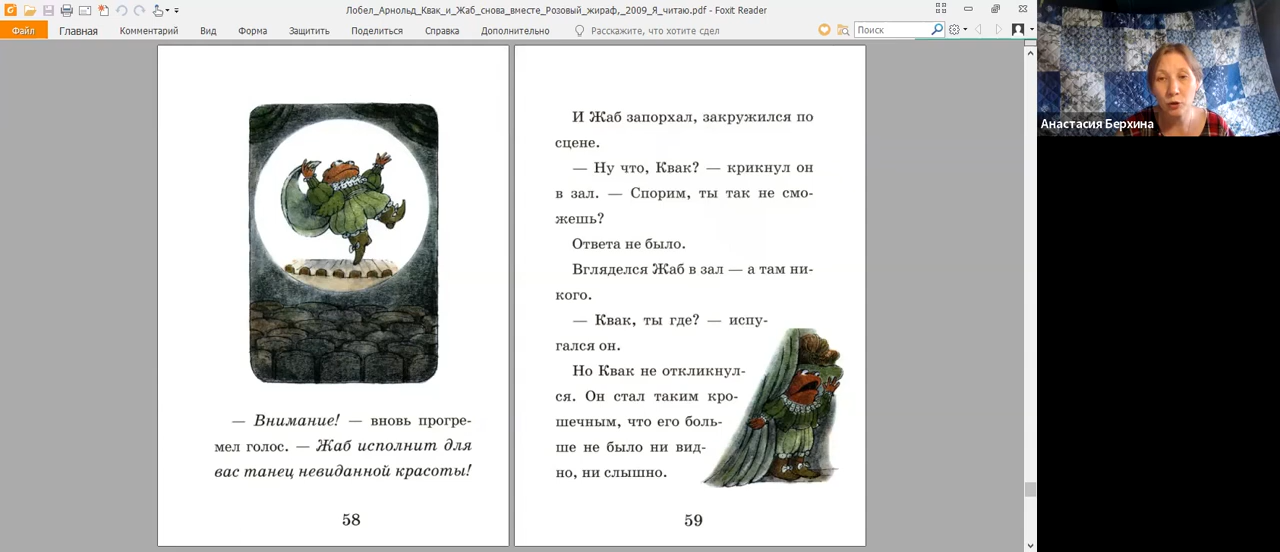 Лобел_Арнольд_Квак_и_Жаб_снова_вместе_Розовый_жираф,_2009_Я_читаю.pdf - Foxit Reader
Файл Главная Комментарий Вид Форма Защитить Поделиться Справка Дополнительно Расскажите, что хотите сдел Поиск
Анастасия Берхина
— Внимание! — вновь прогре-
мел голос. — Жаб исполнит для
вас танец невиданной красоты!
58
И Жаб запорхал, закружился по
сцене.
— Ну что, Квак? — крикнул он
в зал. — Спорим, ты так не смо-
жешь?
Ответа не было.
Вгляделся Жаб в зал — а там ни-
кого.
— Квак, ты где? — испу-
гался он.
Но Квак не откликнул-
ся. Он стал таким кро-
шечным, что его боль-
ше не было ни вид-
но, ни слышно.
59